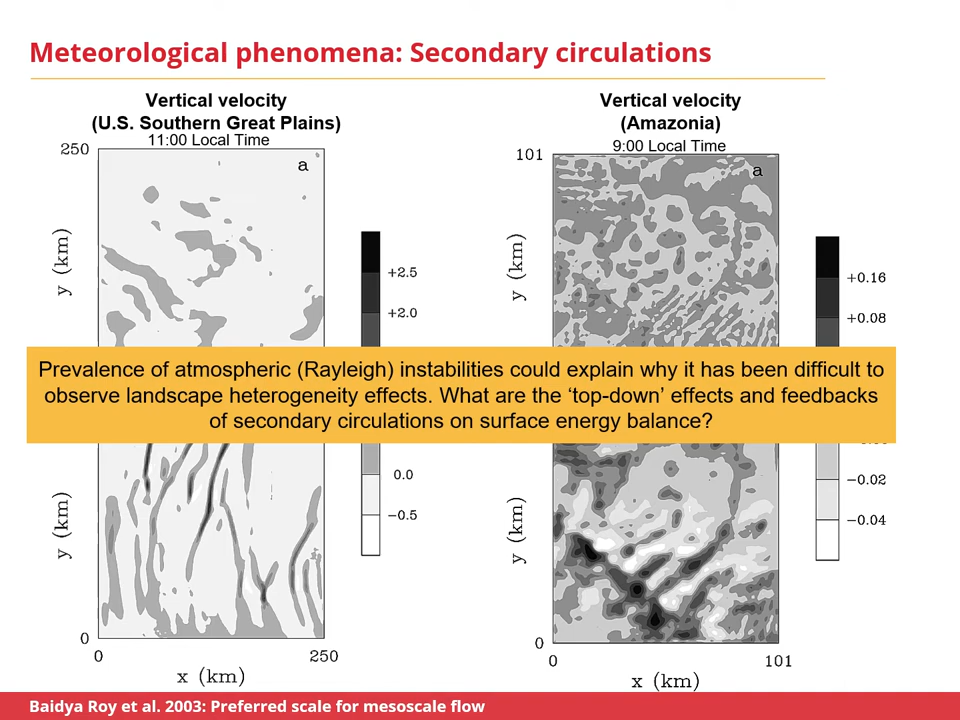 Meteorological phenomena: Secondary circulations
Vertical velocity
(U.S. Southern Great Plains)
11:00 Local Time
250
a
y (km)
+2.5
+2.0
Vertical velocity
(Amazonia)
9:00 Local Time
101
a
y (km)
+0.16
+0.08
Prevalence of atmospheric (Rayleigh) instabilities could explain why it has been difficult to
observe landscape heterogeneity effects. What are the ‘top-down’ effects and feedbacks
of secondary circulations on surface energy balance?
y (km)
0.0
−0.5
0
0
250
x (km)
y (km)
−0.02
−0.04
0
0
101
x (km)
Baidya Roy et al. 2003: Preferred scale for mesoscale flow